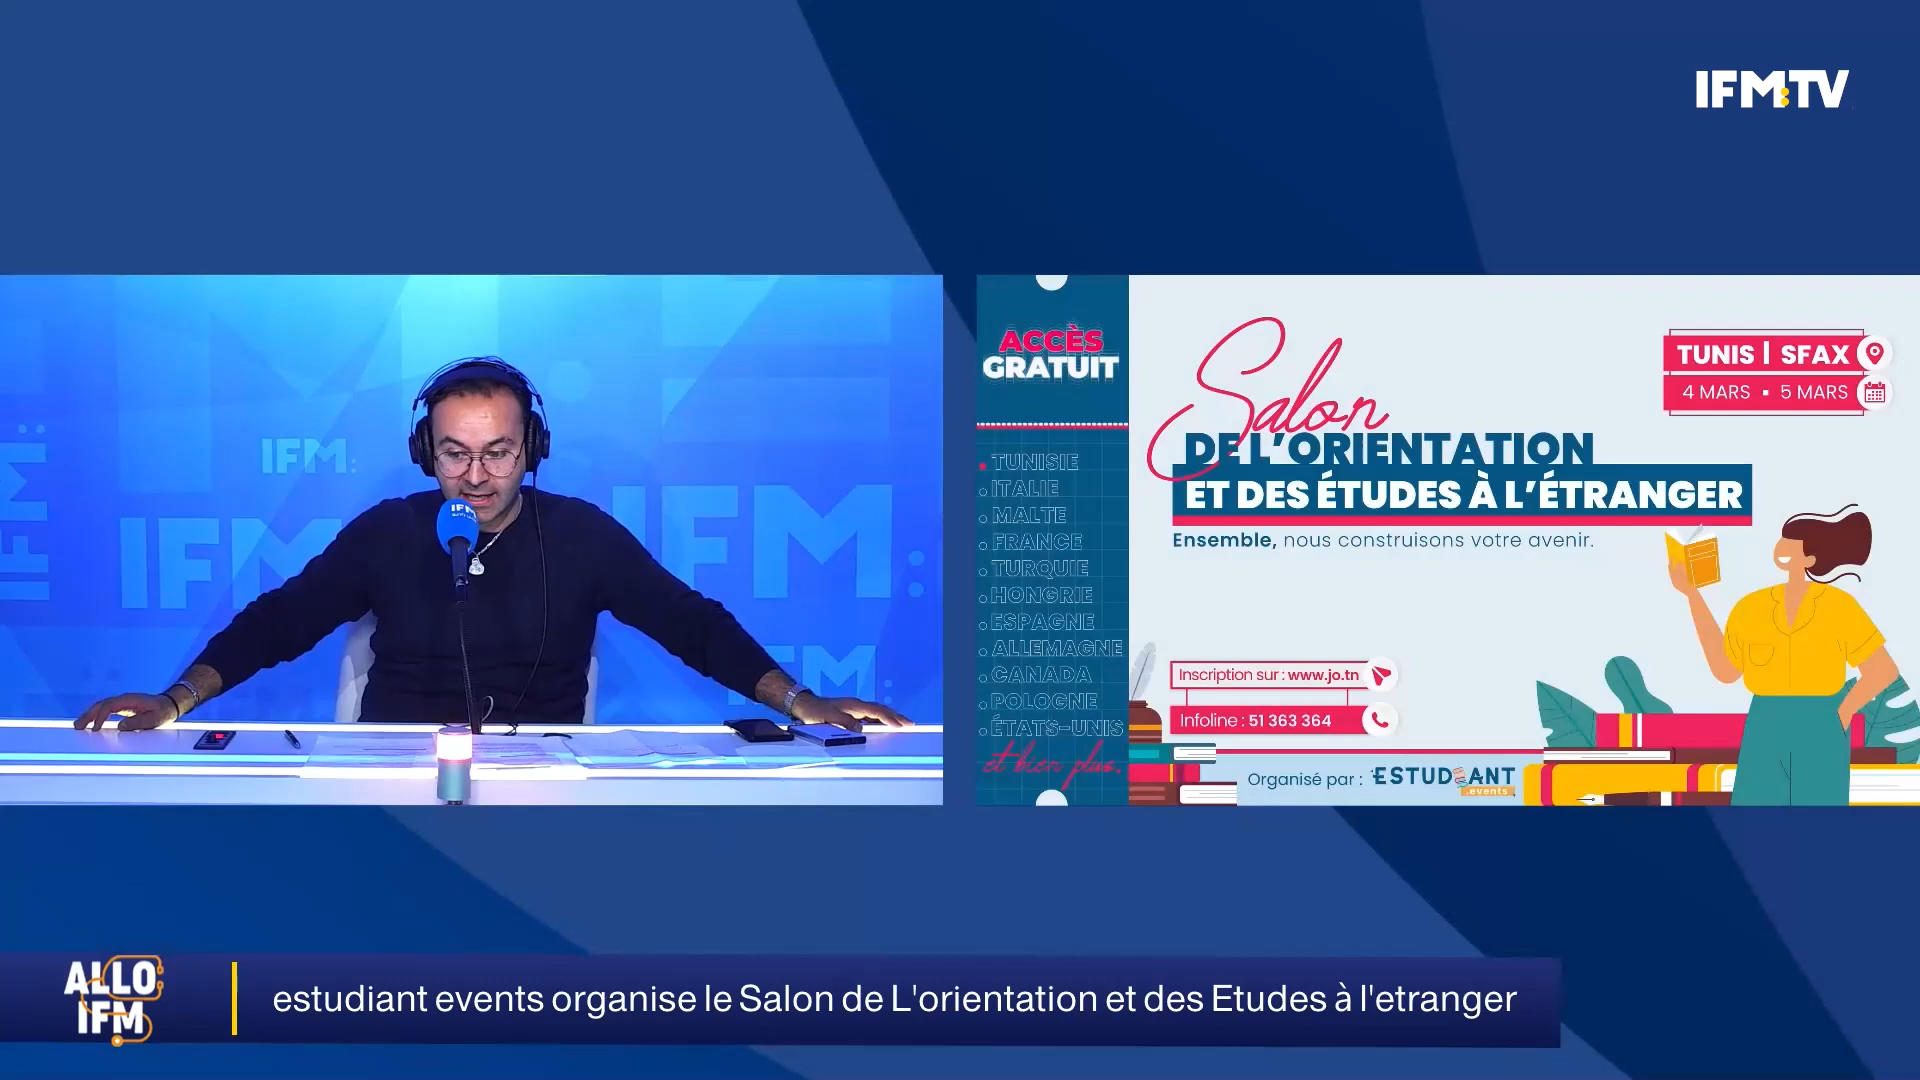 IFM:TV
IFM:
IFM
IFM:
IFM
IFM:
IFM
ACCÈS
GRATUIT
TUNISIE
ITALIE
MALTE
FRANCE
TURQUIE
HONGRIE
ESPAGNE
ALLEMAGNE
CANADA
POLOGNE
ÉTATS-UNIS
et bien plus.
Salon
DE L'ORIENTATION
ET DES ÉTUDES À L'ÉTRANGER
Ensemble, nous construisons votre avenir.
TUNIS | SFAX
4 MARS ▪ 5 MARS
Inscription sur : www.jo.tn
Infoline : 51 363 364
Organisé par : ESTUDIANT
.events
ALLO
IFM
estudiant events organise le Salon de L'orientation et des Etudes à l'etranger